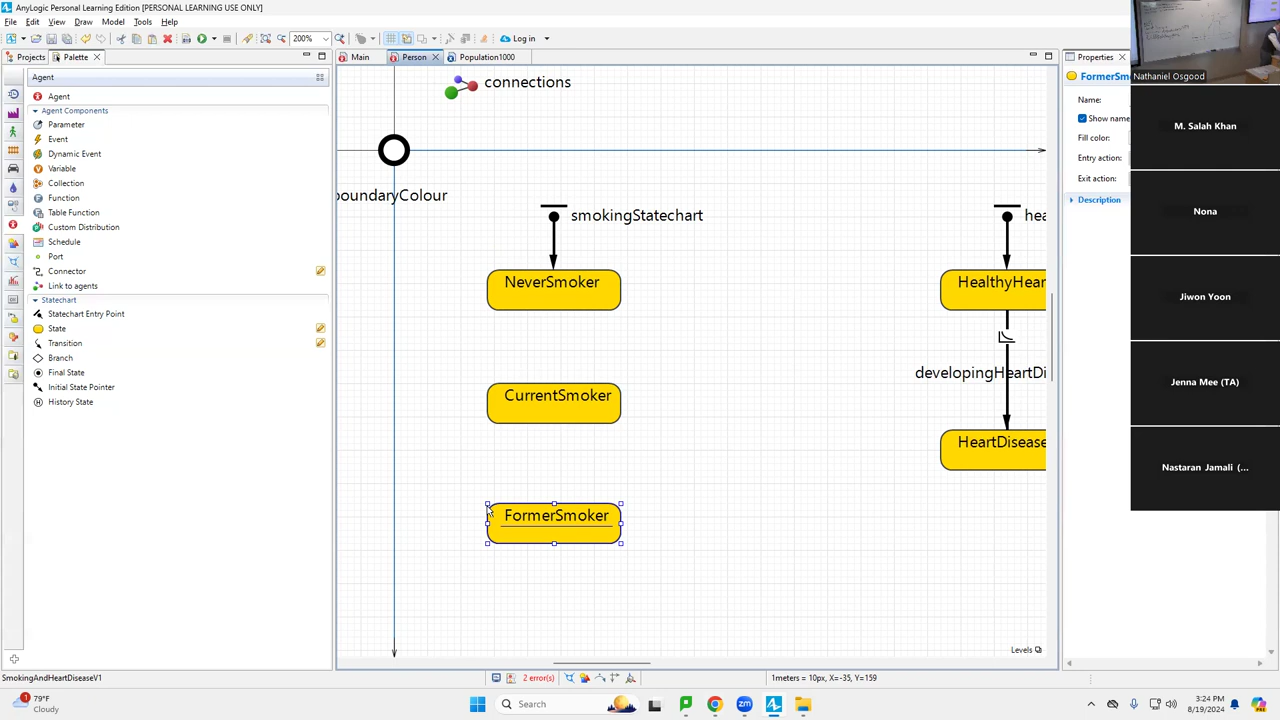 AnyLogic Personal Learning Edition [PERSONAL LEARNING USE ONLY]
File Edit View Draw Model Tools Help
200% Log in
Projects Palette Main Person Population1000 Properties
Agent
Agent
Agent Components
Parameter
Event
Dynamic Event
Variable
Collection
Function
Table Function
Custom Distribution
Schedule
Port
Connector
Link to agents
Statechart
Statechart Entry Point
State
Transition
Branch
Final State
Initial State Pointer
History State
connections
boundaryColour
smokingStatechart
NeverSmoker
CurrentSmoker
FormerSmoker
hea
HealthyHear
developingHeartDi
HeartDisease
Levels
FormerSm
Name:
Show name
Fill color:
Entry action:
Exit action:
Description
Nathaniel Osgood
M. Salah Khan
Nona
Jiwon Yoon
Jenna Mee (TA)
Nastaran Jamali (...
SmokingAndHeartDiseaseV1
2 error(s)
1meters = 10px, X=-35, Y=159
79°F
Cloudy
Search
3:24 PM
8/19/2024